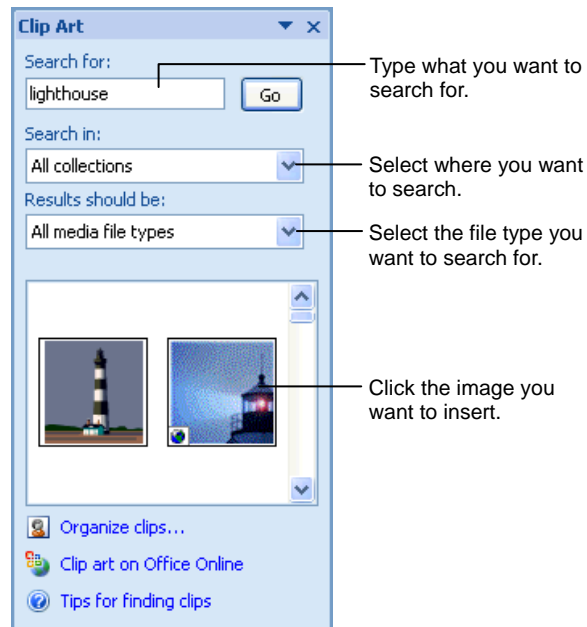 Clip Art
Search for:
lighthouse
Go
Type what you want to
search for.
Search in:
All collections
Select where you want
to search.
Results should be:
All media file types
Select the file type you
want to search for.
Click the image you
want to insert.
Organize clips...
Clip art on Office Online
Tips for finding clips